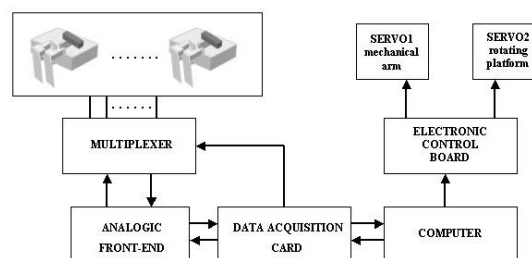 SERVO1
mechanical
arm
SERVO2
rotating
platform
MULTIPLEXER
ELECTRONIC
CONTROL
BOARD
ANALOGIC
FRONT-END
DATA ACQUISITION
CARD
COMPUTER